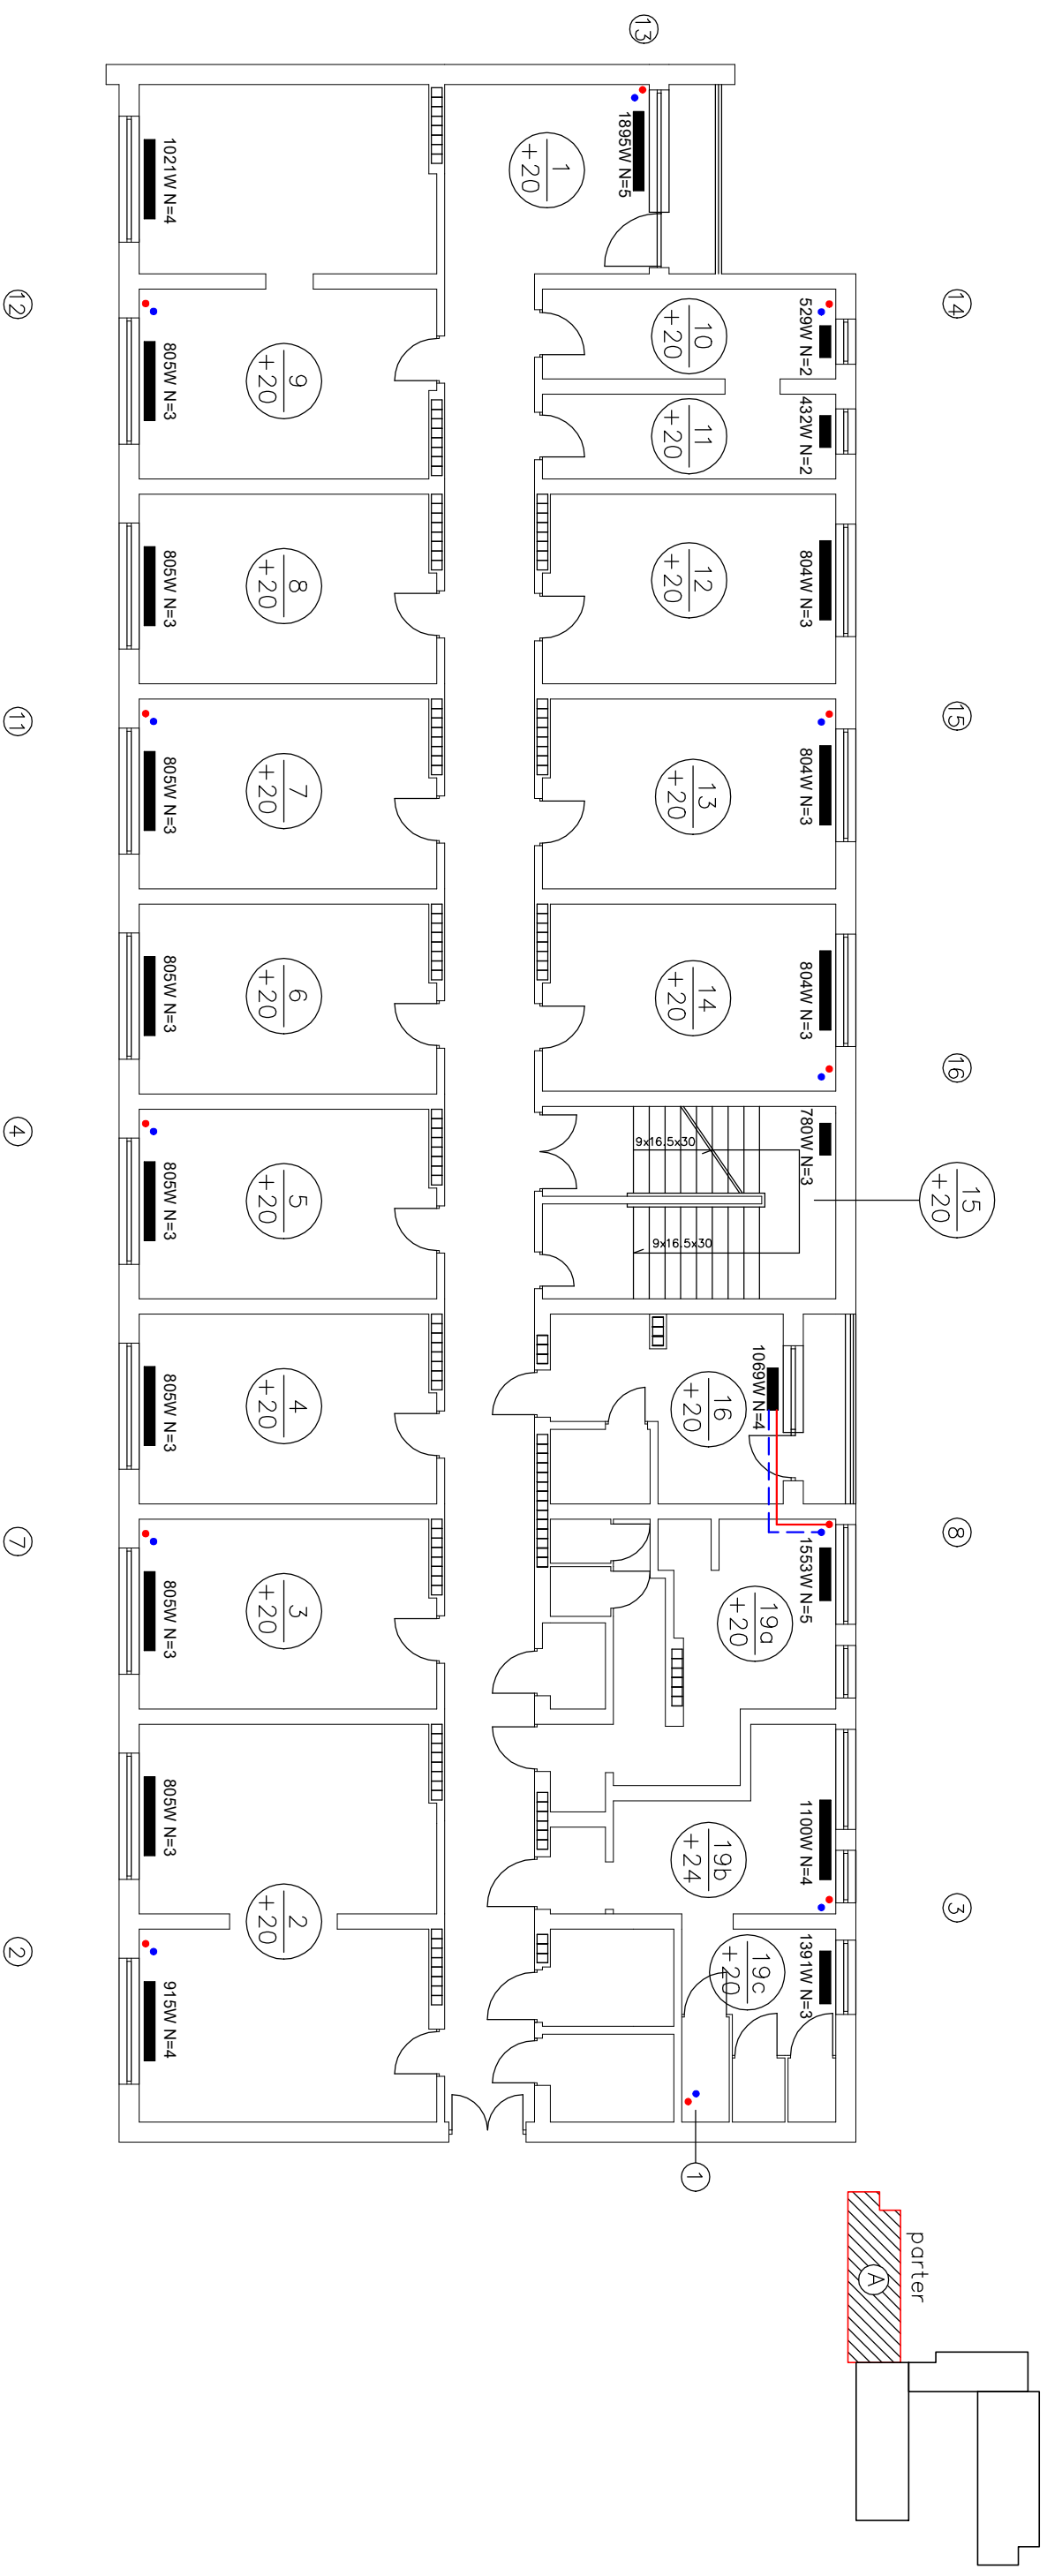 13
1895W N=5
1
+20
1021W N=4
12
14
529W N=2
10
+20
9
+20
805W N=3
432W N=2
11
+20
804W N=3
12
+20
8
+20
805W N=3
11
15
804W N=3
13
+20
7
+20
805W N=3
804W N=3
14
+20
6
+20
805W N=3
16
4
780W N=3
9x16.5x30
9x16.5x30
15
+20
5
+20
805W N=3
1069W N=4
16
+20
4
+20
805W N=3
7
8
1553W N=5
19a
+20
3
+20
805W N=3
1100W N=4
19b
+24
805W N=3
3
2
2
+20
1391W N=3
19c
+20
915W N=4
1
parter
A